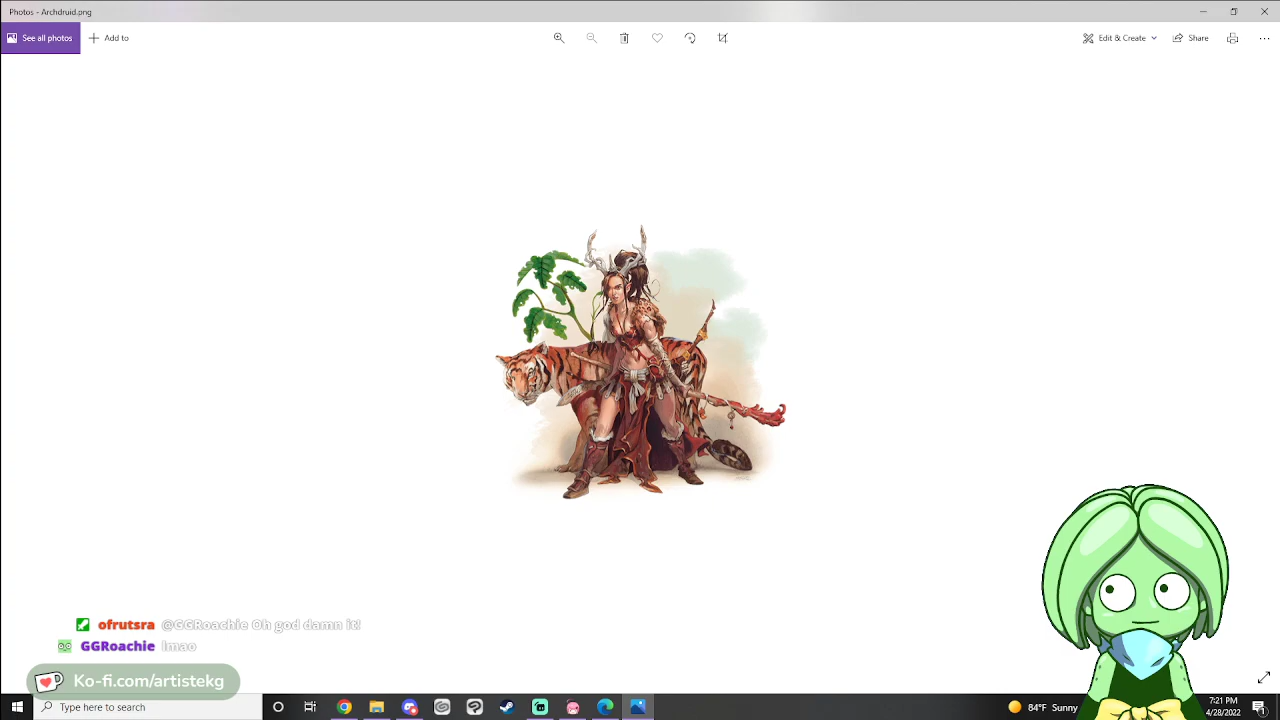 Photos - Archdruid.png
See all photos
Add to
Edit & Create
Share
ofrutsra @GGRoachie Oh god damn it!
GGRoachie lmao
Ko-fi.com/artistekg
Type here to search
84°F Sunny
7:21 PM
4/28/2022